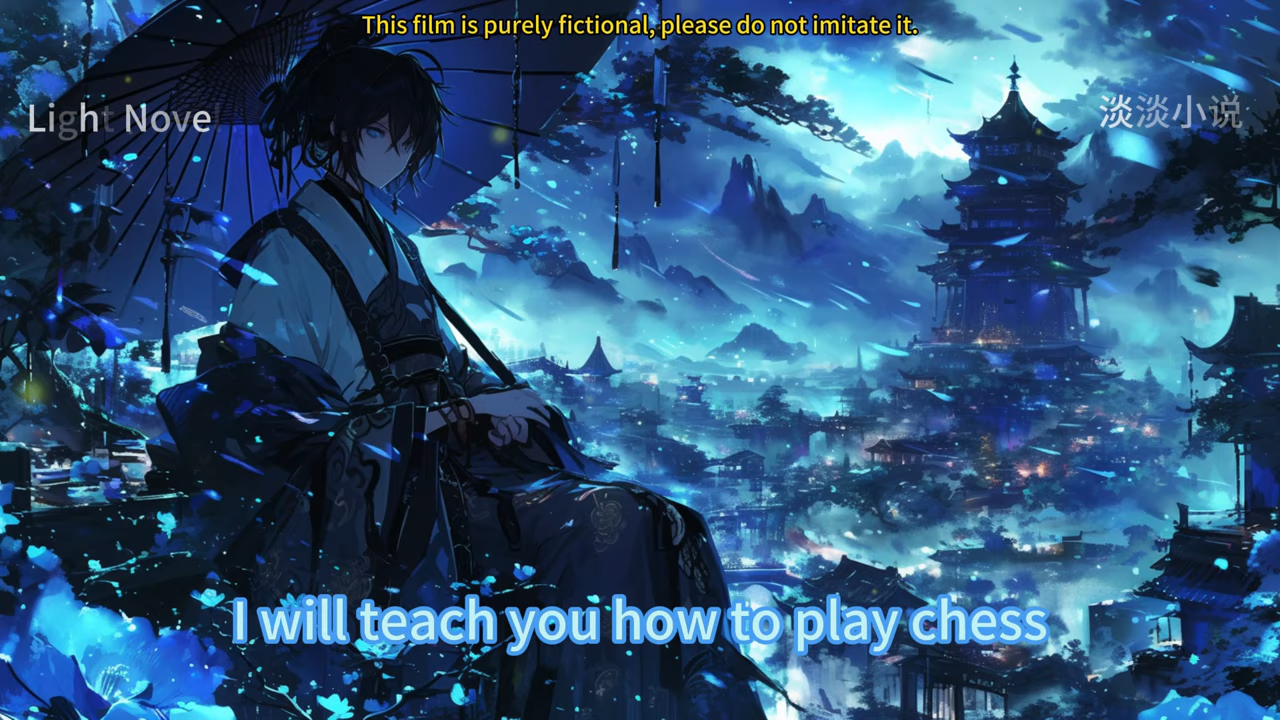 This film is purely fictional, please do not imitate it.
Light Nove
淡淡小说
I will teach you how to play chess